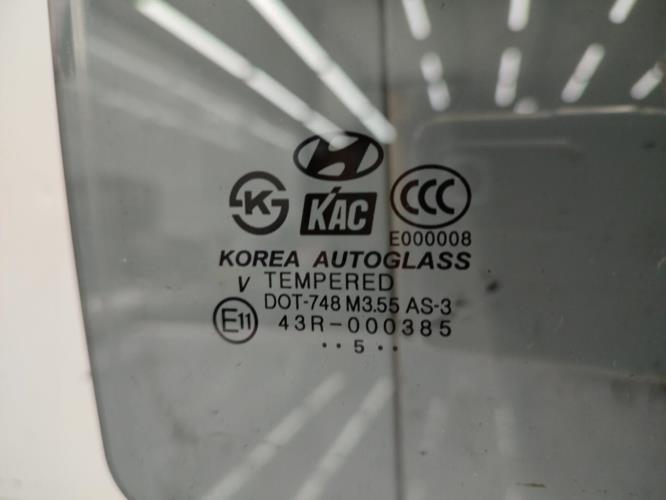 H
K KAC CCC
E000008
KOREA AUTOGLASS
V TEMPERED
DOT-748 M3.55 AS-3
E11 43R-000385
·· 5 ··